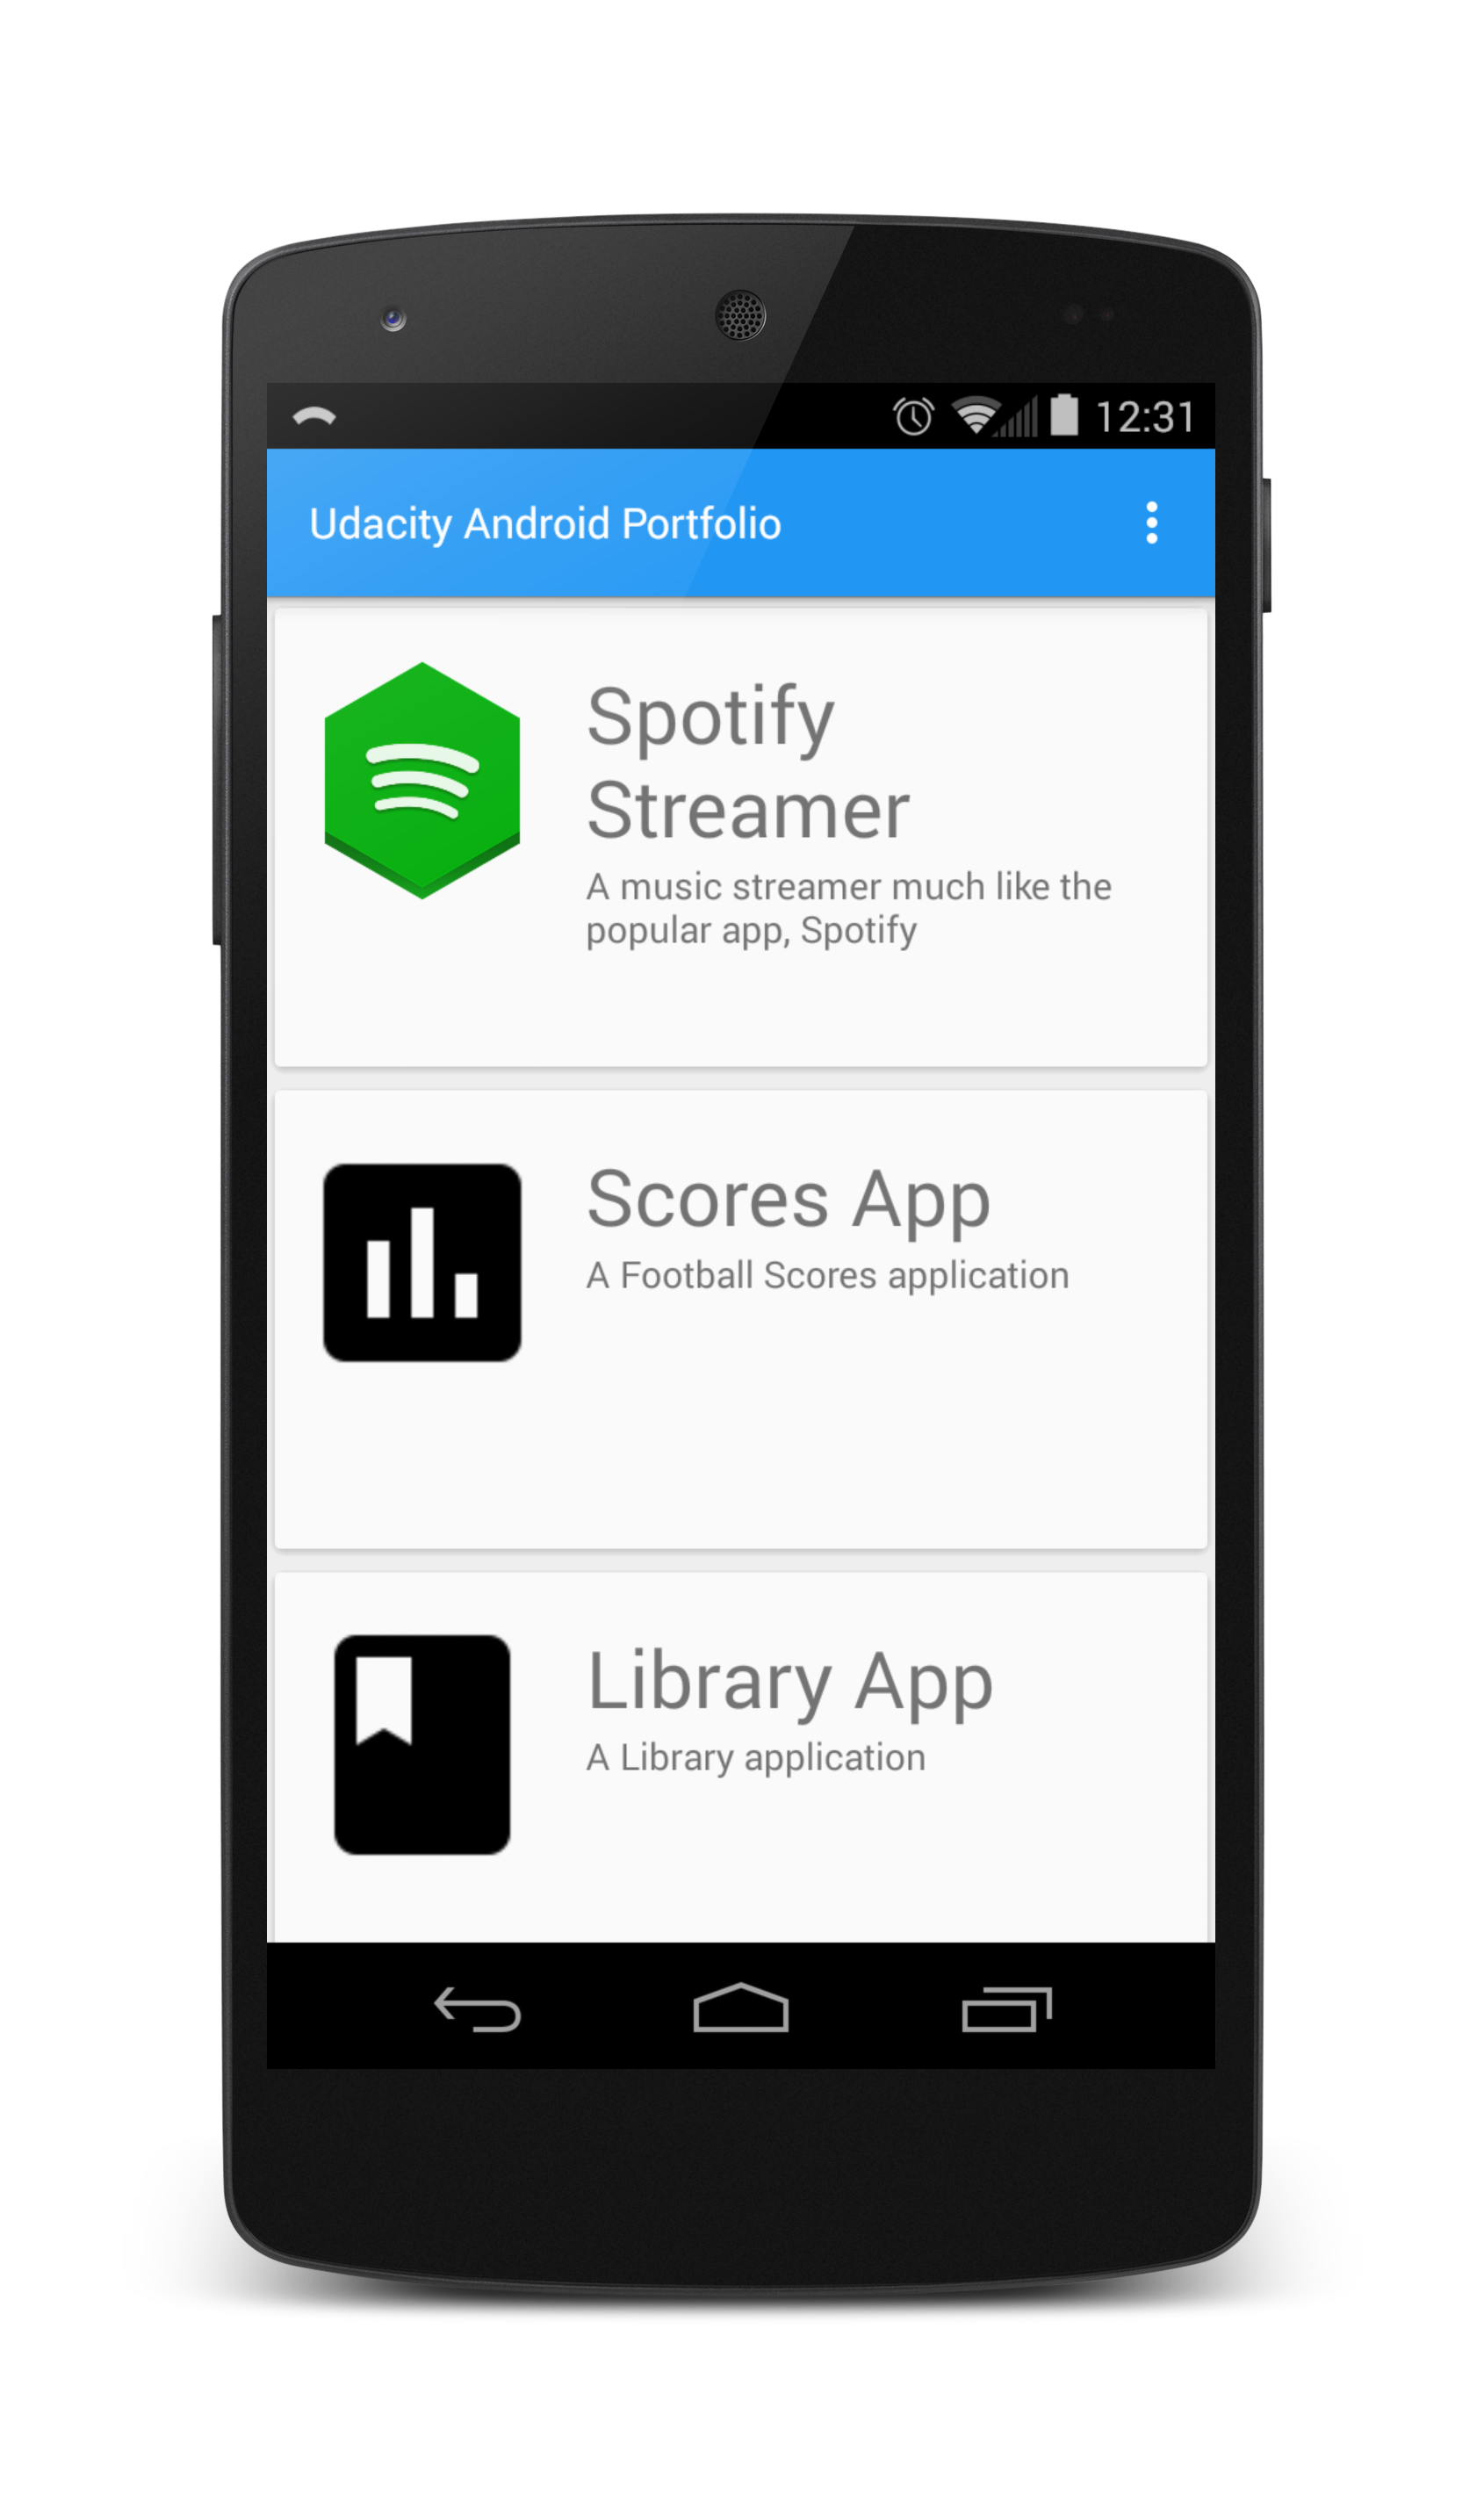 12:31
Udacity Android Portfolio
Spotify
Streamer
A music streamer much like the
popular app, Spotify
Scores App
A Football Scores application
Library App
A Library application